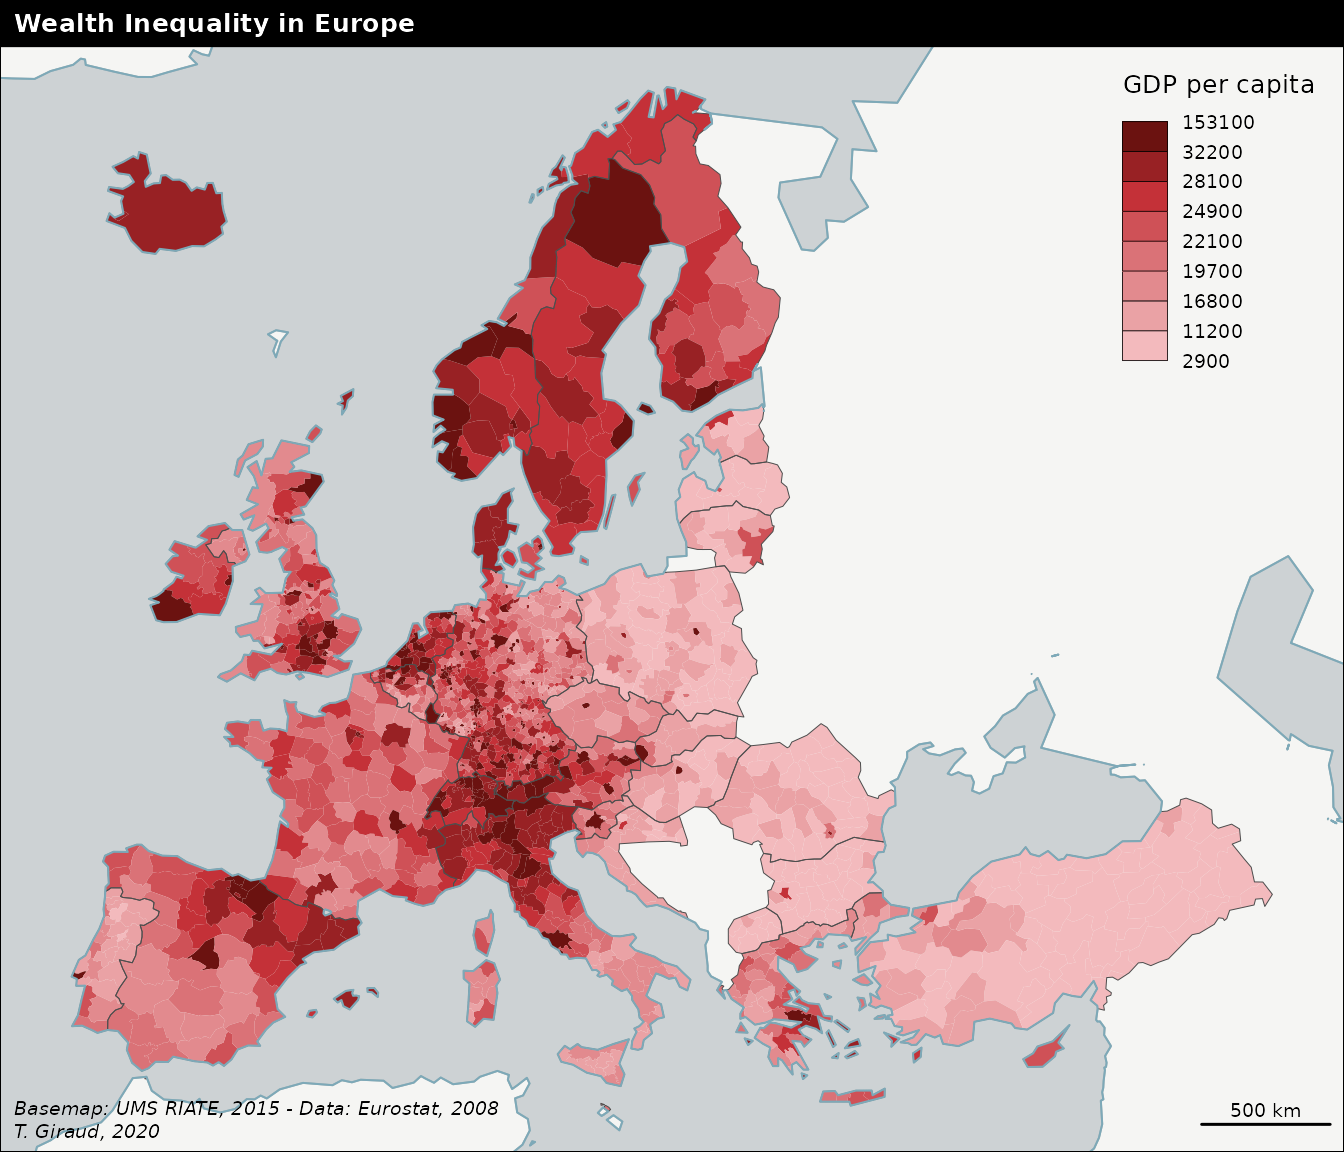 Wealth Inequality in Europe
GDP per capita
153100
32200
28100
24900
22100
19700
16800
11200
2900
Basemap: UMS RIATE, 2015 - Data: Eurostat, 2008
T. Giraud, 2020
500 km